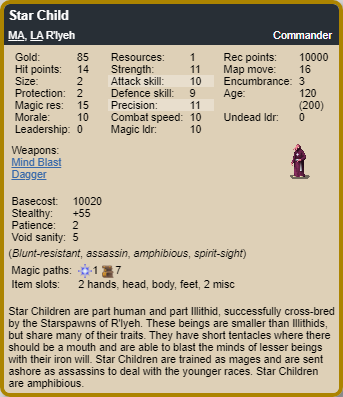 Star Child
MA, LA R'lyeh Commander
Gold: 85 Resources: 1 Rec points: 10000
Hit points: 14 Strength: 11 Map move: 16
Size: 2 Attack skill: 10 Encumbrance: 3
Protection: 2 Defence skill: 9 Age: 120
Magic res: 15 Precision: 11 (200)
Morale: 10 Combat speed: 10 Undead ldr: 0
Leadership: 0 Magic ldr: 10
Weapons:
Mind Blast
Dagger
Basecost: 10020
Stealthy: +55
Patience: 2
Void sanity: 5
(Blunt-resistant, assassin, amphibious, spirit-sight)
Magic paths: 1 7
Item slots: 2 hands, head, body, feet, 2 misc
Star Children are part human and part Illithid, successfully cross-bred
by the Starspawns of R'lyeh. These beings are smaller than Illithids,
but share many of their traits. They have short tentacles where there
should be a mouth and are able to blast the minds of lesser beings
with their iron will. Star Children are trained as mages and are sent
ashore as assassins to deal with the younger races. Star Children
are amphibious.